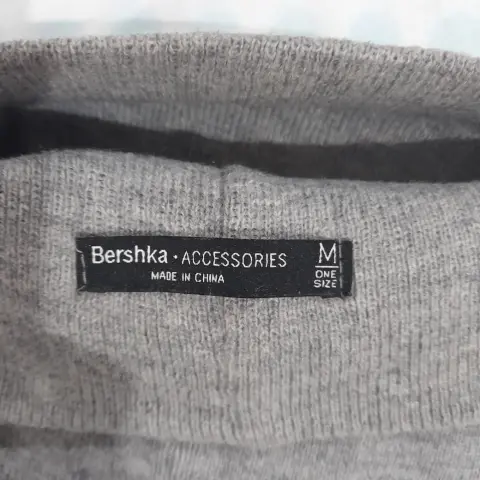 Bershka • ACCESSORIES
MADE IN CHINA
M
ONE
SIZE